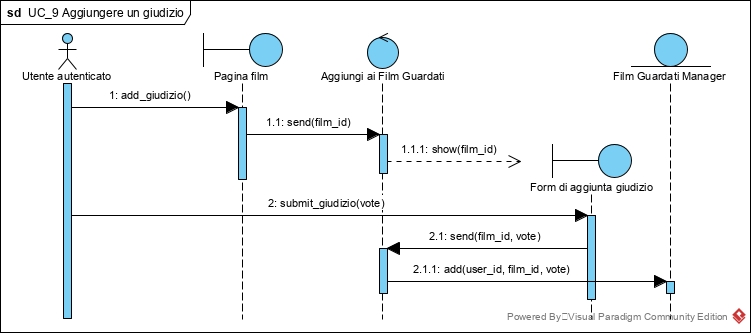 sd UC_9 Aggiungere un giudizio
Utente autenticato
Pagina film
Aggiungi ai Film Guardati
Film Guardati Manager
1: add_giudizio()
1.1: send(film_id)
1.1.1: show(film_id)
Form di aggiunta giudizio
2: submit_giudizio(vote)
2.1: send(film_id, vote)
2.1.1: add(user_id, film_id, vote)
Powered By Visual Paradigm Community Edition